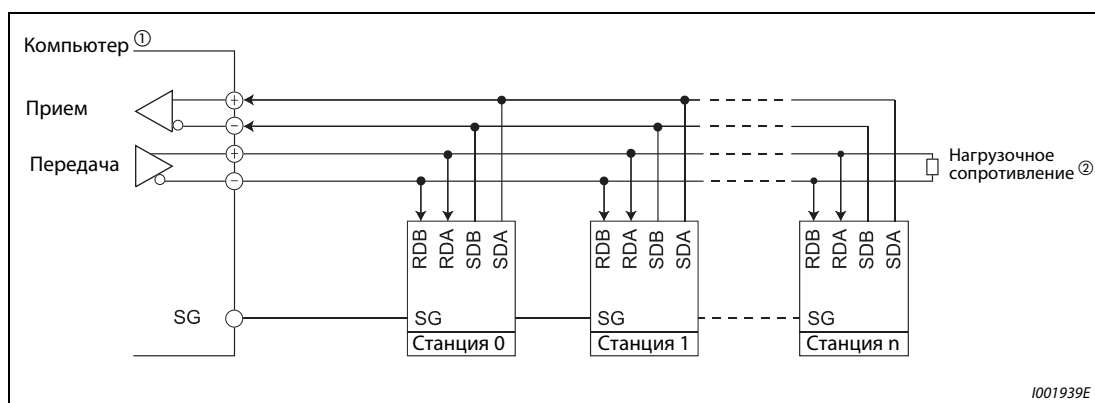 Компьютер ①
Прием
Передача
+
−
+
−
Нагрузочное
сопротивление ②
RDB RDA SDB SDA
RDB RDA SDB SDA
RDB RDA SDB SDA
SG
SG
SG
SG
Станция 0
Станция 1
Станция n
I001939E